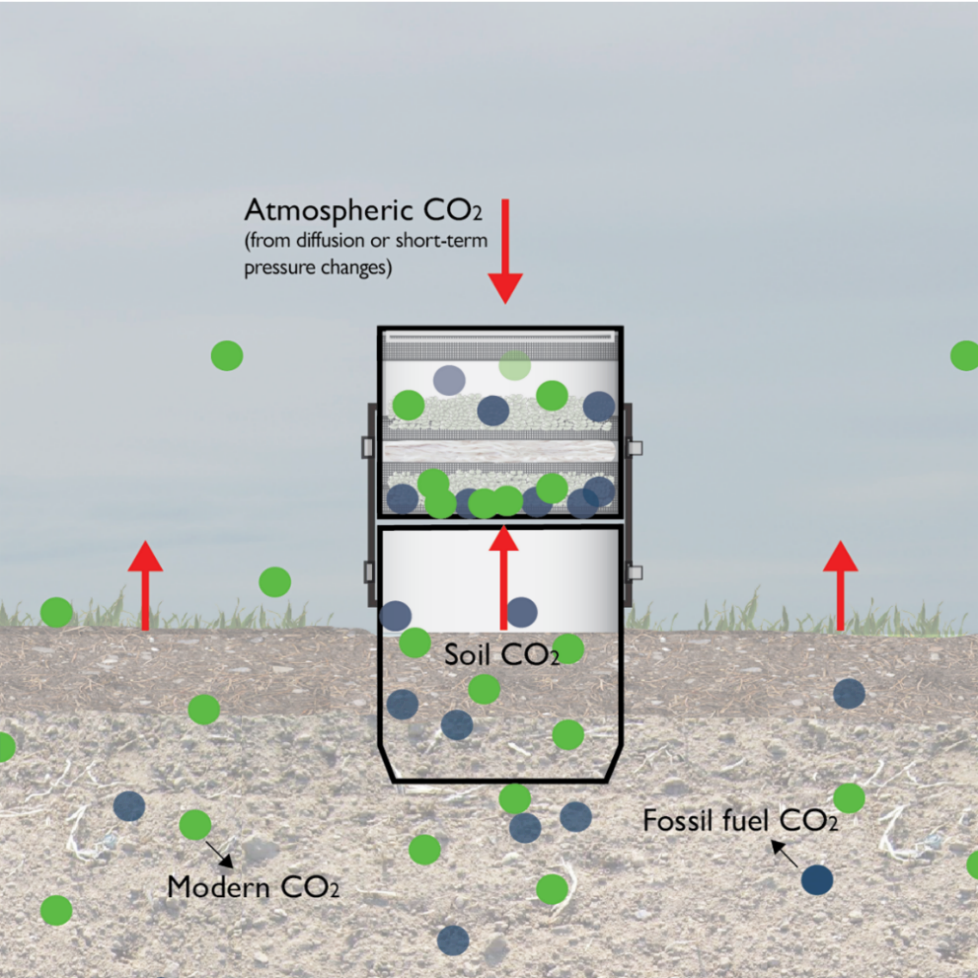 Atmospheric CO2
(from diffusion or short-term
pressure changes)
Soil CO2
Fossil fuel CO2
Modern CO2